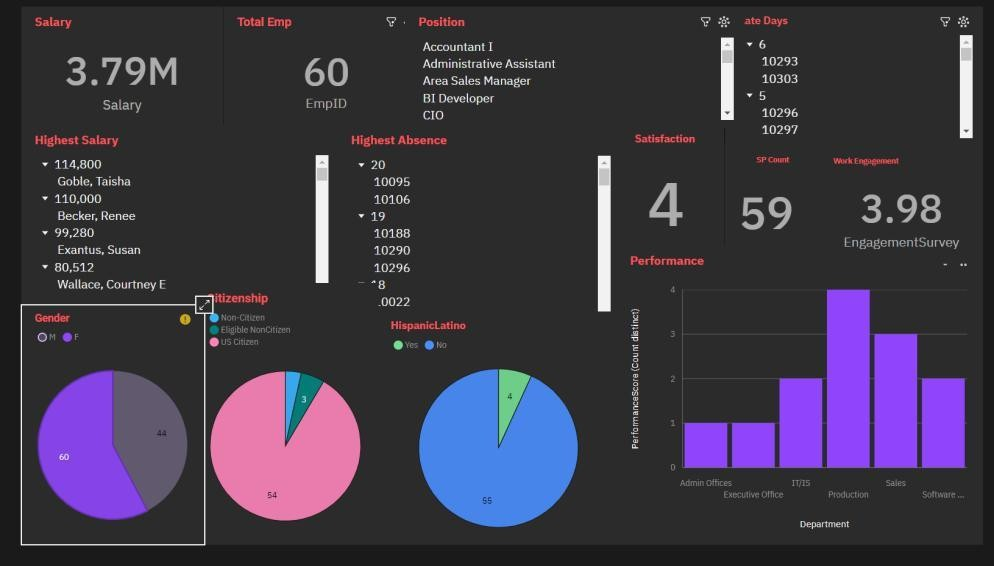 Salary
3.79M
Salary
Total Emp
60
EmpID
Position
Accountant I
Administrative Assistant
Area Sales Manager
BI Developer
CIO
ate Days
6
10293
10303
5
10296
10297
Highest Salary
114,800
Goble, Taisha
110,000
Becker, Renee
99,280
Exantus, Susan
80,512
Wallace, Courtney E
Highest Absence
20
10095
10106
19
10188
10290
10296
18
.0022
Satisfaction
4
SP Count
59
Work Engagement
3.98
EngagementSurvey
Gender
M F
44
60
Citizenship
Non-Citizen
Eligible NonCitizen
US Citizen
3
54
HispanicLatino
Yes No
4
55
Performance
PerformanceScore (Count distinct)
4
3
2
1
0
Admin Offices
Executive Office
IT/IS
Production
Sales
Software ...
Department